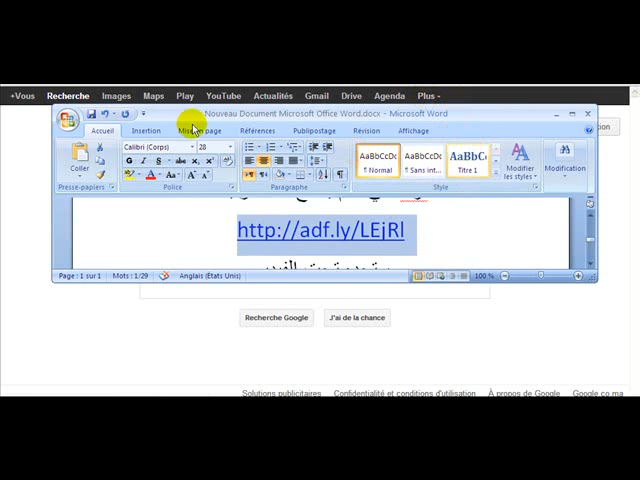 +Vous Recherche Images Maps Play YouTube Actualités Gmail Drive Agenda Plus
Nouveau Document Microsoft Office Word.docx - Microsoft Word
Accueil Insertion Mise en page Références Publipostage Révision Affichage
Calibri (Corps) 28
AaBbCcDc AaBbCcDc AaBbCc
Coller
¶ Normal ¶ Sans int... Titre 1
Modifier les styles
Modification
Presse-papiers Police Paragraphe Style
http://adf.ly/LEjRl
Page : 1 sur 1 Mots : 1/29 Anglais (États Unis) 100 %
Recherche Google J'ai de la chance
Solutions publicitaires Confidentialité et conditions d'utilisation À propos de Google Google.co.ma